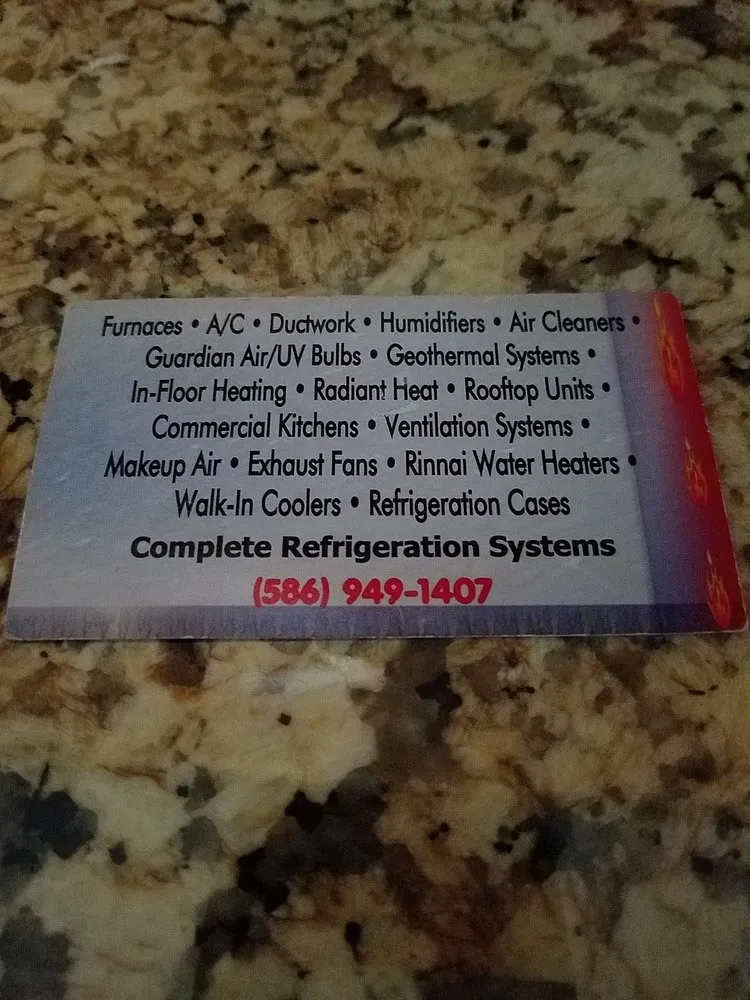 Furnaces • A/C • Ductwork • Humidifiers • Air Cleaners •
Guardian Air/UV Bulbs • Geothermal Systems •
In-Floor Heating • Radiant Heat • Rooftop Units •
Commercial Kitchens • Ventilation Systems •
Makeup Air • Exhaust Fans • Rinnai Water Heaters •
Walk-In Coolers • Refrigeration Cases
Complete Refrigeration Systems
(586) 949-1407